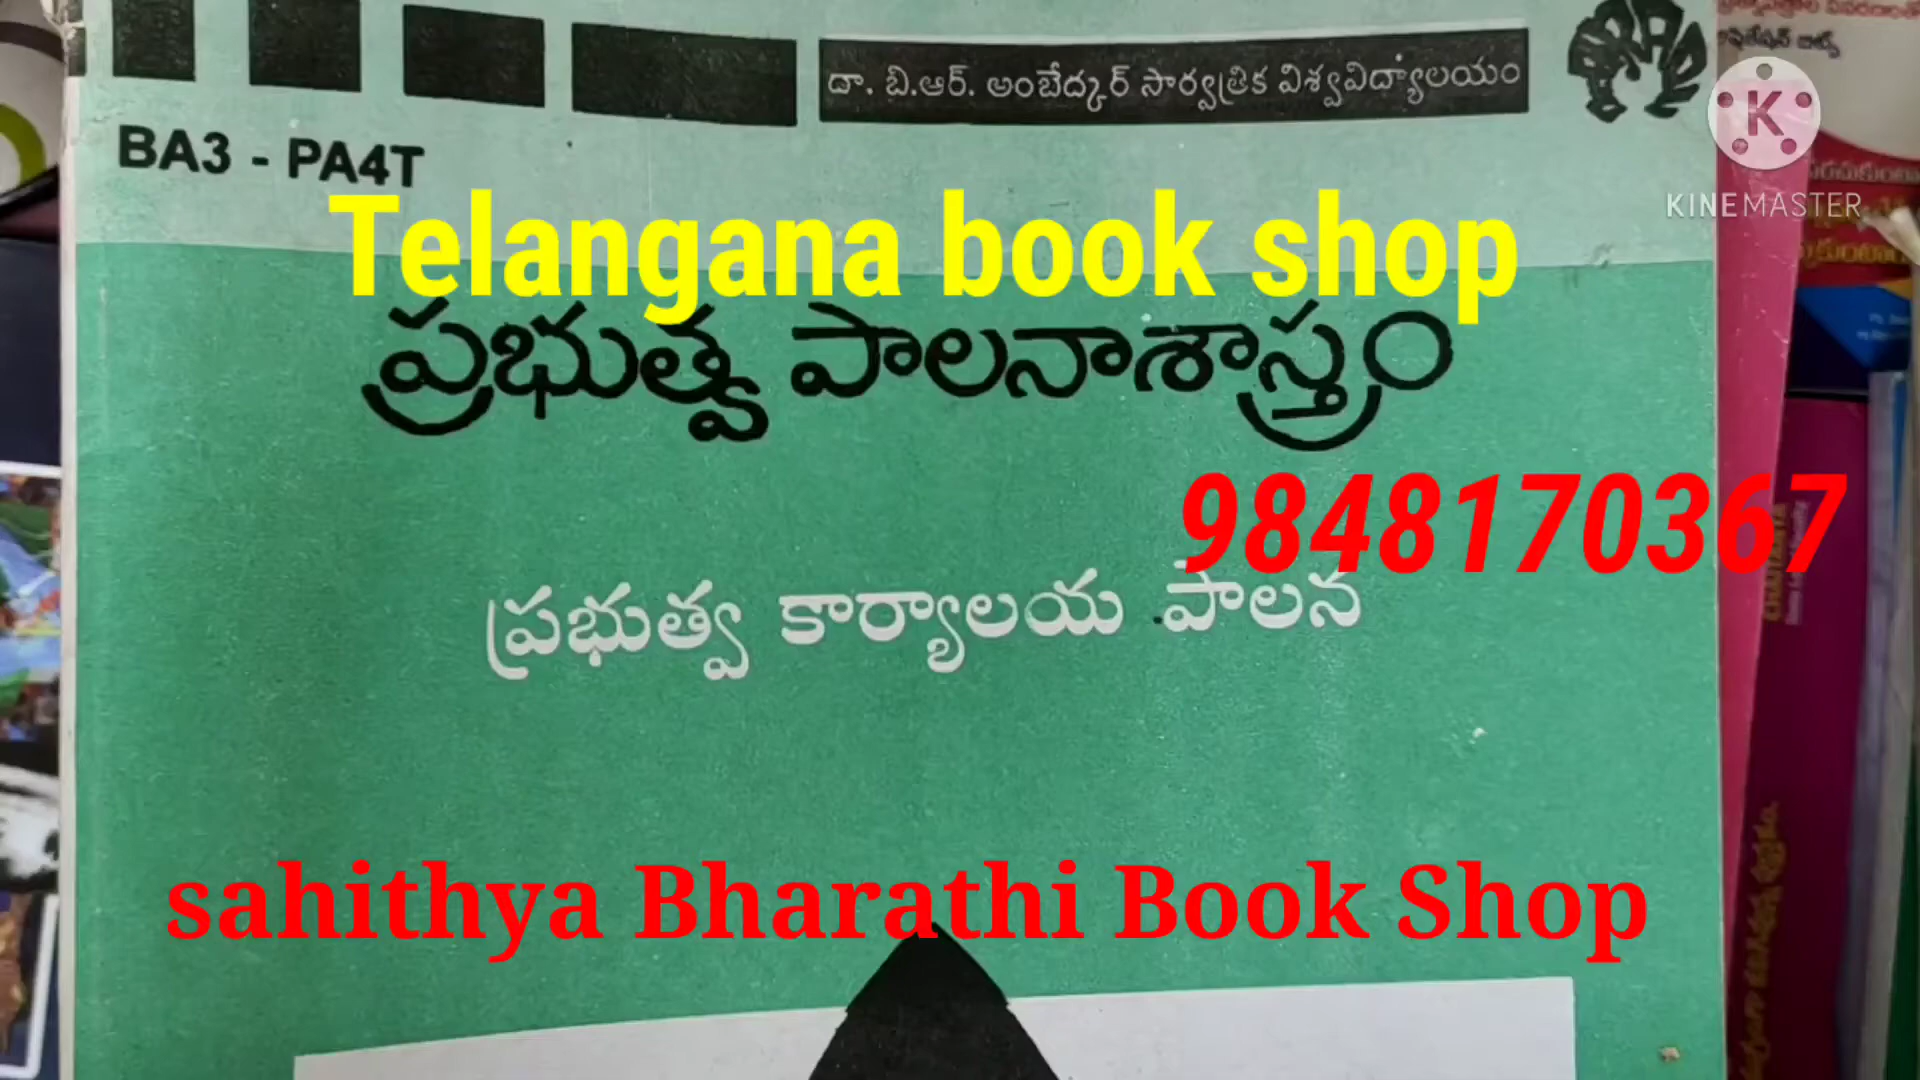 దా. బి.ఆర్. అంబేద్కర్ సార్వత్రిక విశ్వవిద్యాలయం
BA3 - PA4T
KINEMASTER
Telangana book shop
ప్రభుత్వ పాలనాశాస్త్రం
9848170367
ప్రభుత్వ కార్యాలయ పాలన
sahithya Bharathi Book Shop